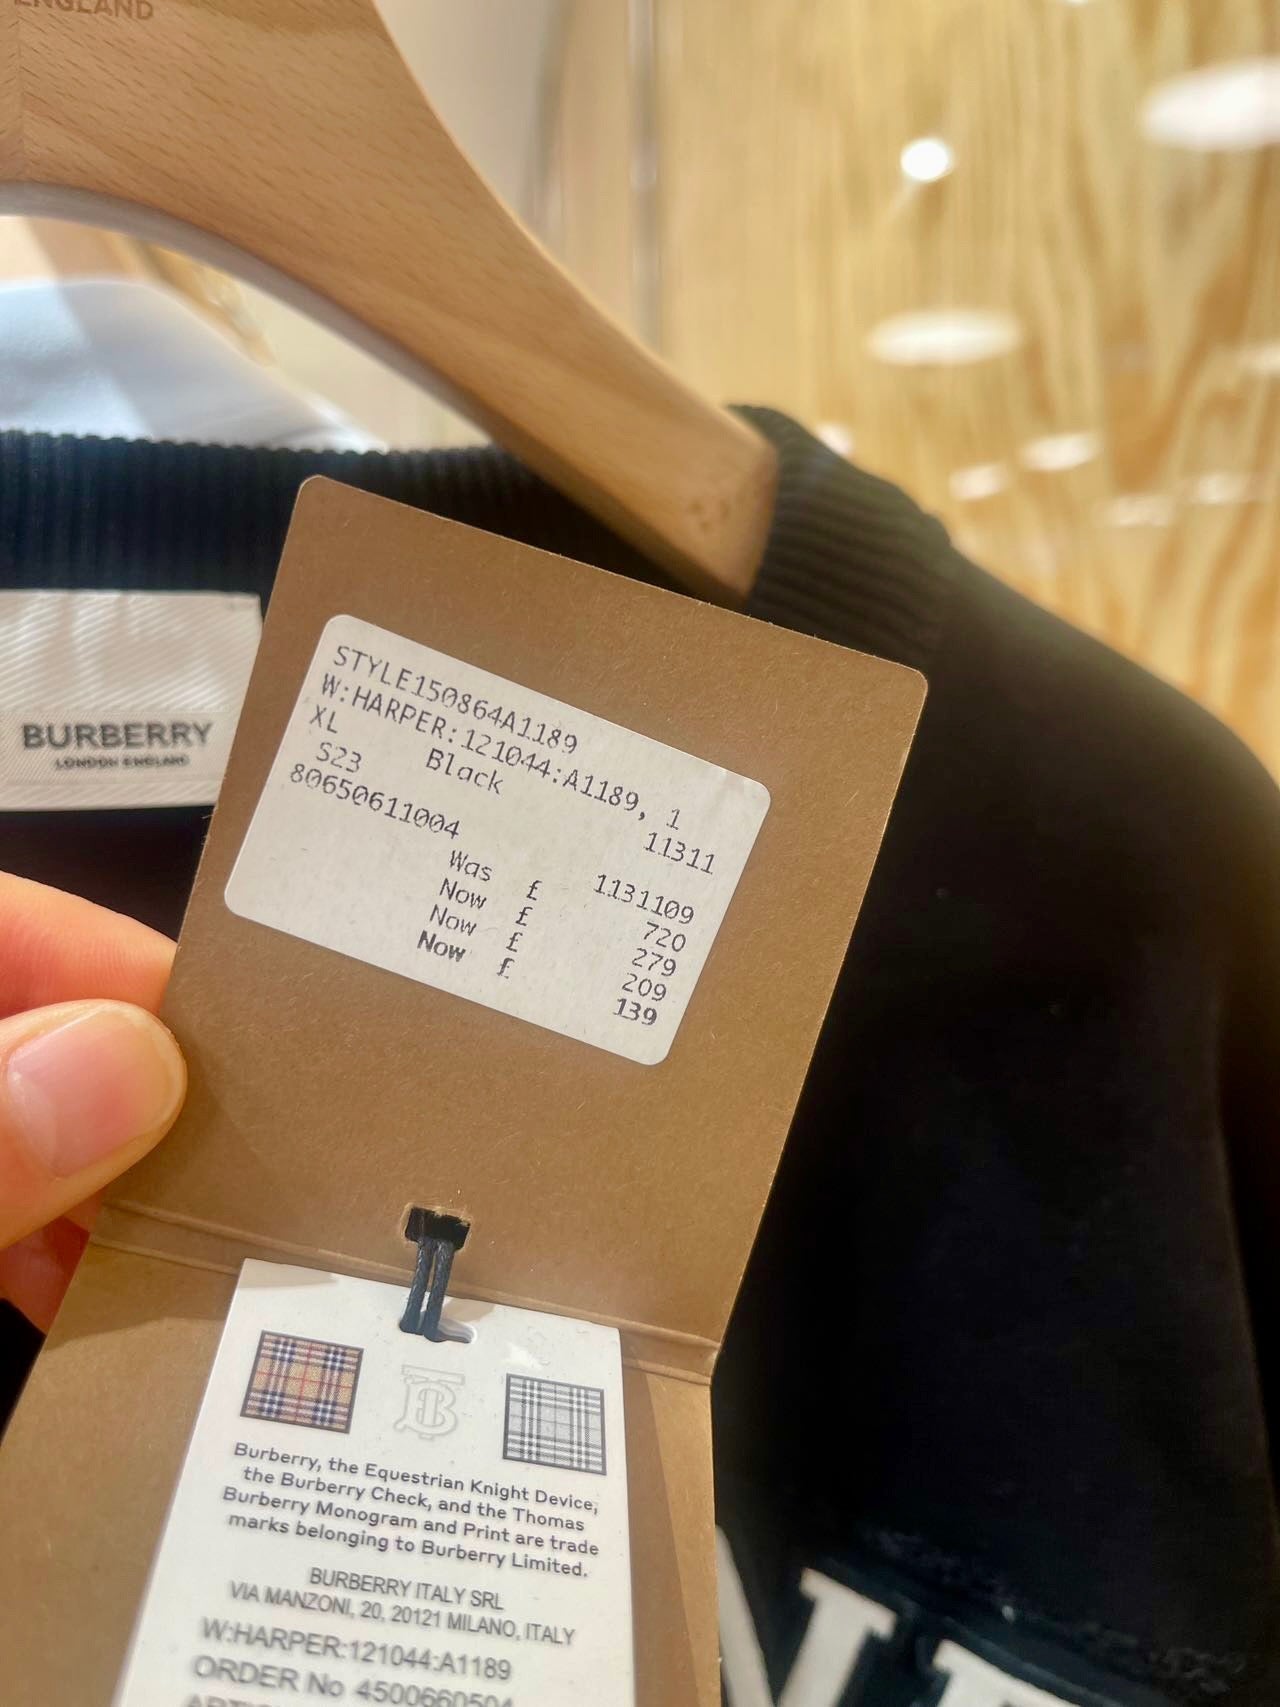 ENGLAND
BURBERRY
LONDON ENGLAND
STYLE150864A1189
W:HARPER:121044:A1189, 1
XL Black 11311
S23
80650611004 1131109
Was £ 720
Now £ 279
Now £ 209
Now £ 139
Burberry, the Equestrian Knight Device,
the Burberry Check, and the Thomas
Burberry Monogram and Print are trade
marks belonging to Burberry Limited.
BURBERRY ITALY SRL
VIA MANZONI, 20, 20121 MILANO, ITALY
W:HARPER:121044:A1189
ORDER No 4500660504